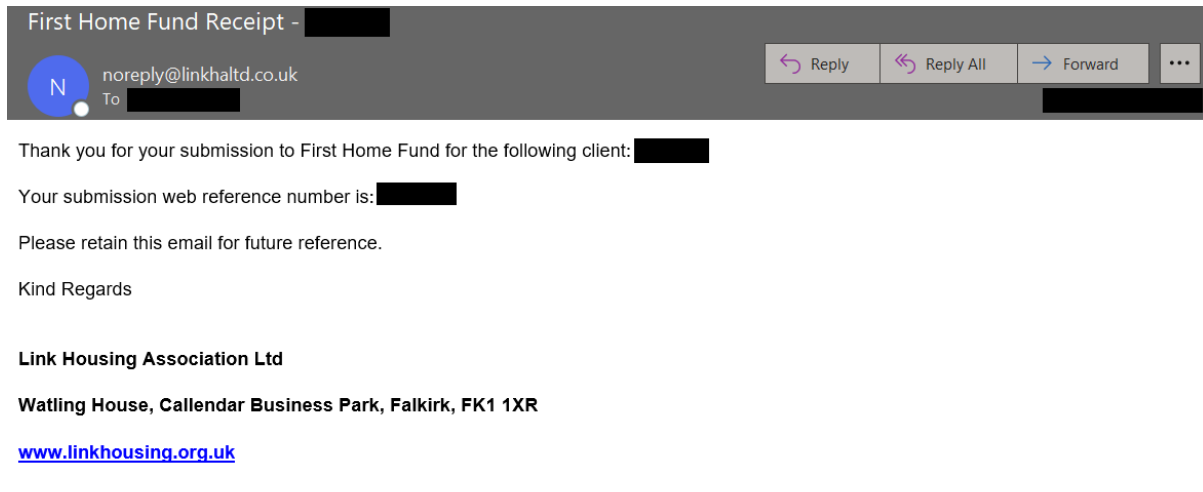 First Home Fund Receipt -
N
noreply@linkhaltd.co.uk
To
Reply
Reply All
Forward
Thank you for your submission to First Home Fund for the following client:
Your submission web reference number is:
Please retain this email for future reference.
Kind Regards
Link Housing Association Ltd
Watling House, Callendar Business Park, Falkirk, FK1 1XR
www.linkhousing.org.uk